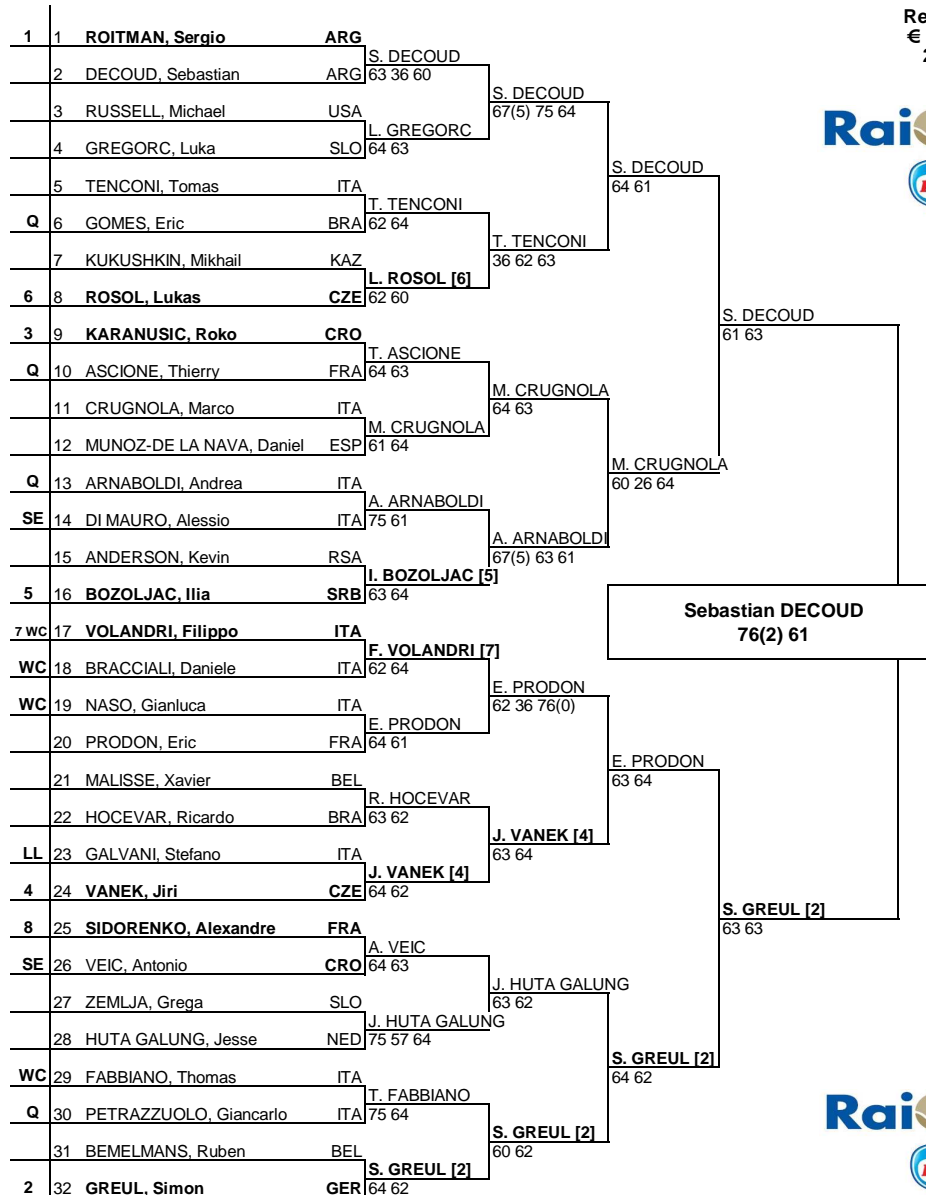 Re
€
2
1 1 ROITMAN, Sergio ARG
S. DECOUD
2 DECOUD, Sebastian ARG 63 36 60
S. DECOUD
3 RUSSELL, Michael USA 67(5) 75 64
L. GREGORC
4 GREGORC, Luka SLO 64 63
S. DECOUD
5 TENCONI, Tomas ITA 64 61
T. TENCONI
Q 6 GOMES, Eric BRA 62 64
T. TENCONI
7 KUKUSHKIN, Mikhail KAZ 36 62 63
L. ROSOL [6]
6 8 ROSOL, Lukas CZE 62 60
S. DECOUD
3 9 KARANUSIC, Roko CRO 61 63
T. ASCIONE
Q 10 ASCIONE, Thierry FRA 64 63
M. CRUGNOLA
11 CRUGNOLA, Marco ITA 64 63
M. CRUGNOLA
12 MUNOZ-DE LA NAVA, Daniel ESP 61 64
M. CRUGNOLA
Q 13 ARNABOLDI, Andrea ITA 60 26 64
A. ARNABOLDI
SE 14 DI MAURO, Alessio ITA 75 61
A. ARNABOLDI
15 ANDERSON, Kevin RSA 67(5) 63 61
I. BOZOLJAC [5]
5 16 BOZOLJAC, Ilia SRB 63 64
Sebastian DECOUD
7 WC 17 VOLANDRI, Filippo ITA 76(2) 61
F. VOLANDRI [7]
WC 18 BRACCIALI, Daniele ITA 62 64
E. PRODON
WC 19 NASO, Gianluca ITA 62 36 76(0)
E. PRODON
20 PRODON, Eric FRA 64 61
E. PRODON
21 MALISSE, Xavier BEL 63 64
R. HOCEVAR
22 HOCEVAR, Ricardo BRA 63 62
J. VANEK [4]
LL 23 GALVANI, Stefano ITA 63 64
J. VANEK [4]
4 24 VANEK, Jiri CZE 64 62
S. GREUL [2]
8 25 SIDORENKO, Alexandre FRA 63 63
A. VEIC
SE 26 VEIC, Antonio CRO 64 63
J. HUTA GALUNG
27 ZEMLJA, Grega SLO 63 62
J. HUTA GALUNG
28 HUTA GALUNG, Jesse NED 75 57 64
S. GREUL [2]
WC 29 FABBIANO, Thomas ITA 64 62
T. FABBIANO
Q 30 PETRAZZUOLO, Giancarlo ITA 75 64
S. GREUL [2]
31 BEMELMANS, Ruben BEL 60 62
S. GREUL [2]
2 32 GREUL, Simon GER 64 62
Rai
Rai